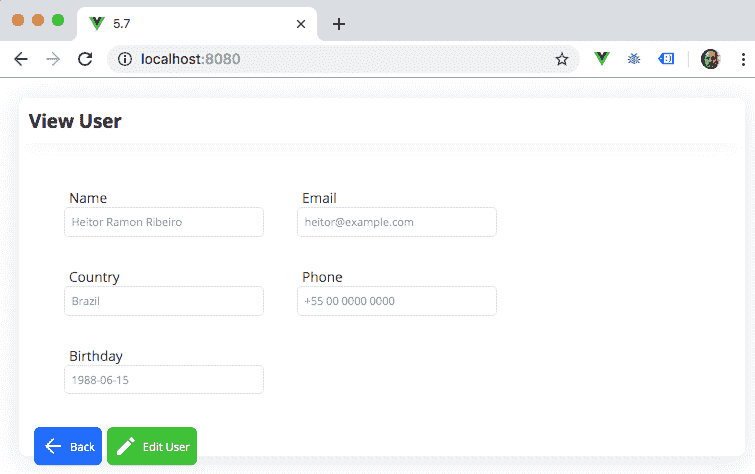 5.7
localhost:8080
View User
Name Email
Heitor Ramon Ribeiro heitor@example.com
Country Phone
Brazil +55 00 0000 0000
Birthday
1988-06-15
Back Edit User